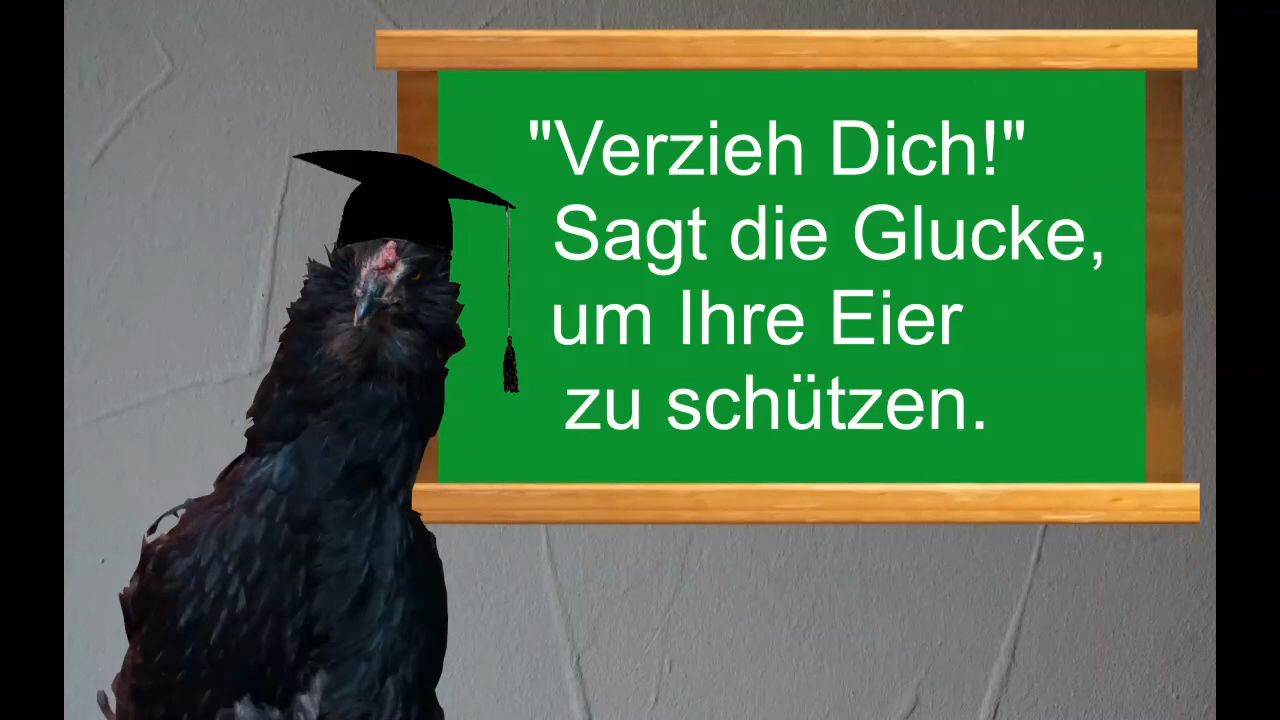 "Verzieh Dich!"
Sagt die Glucke,
um Ihre Eier
zu schützen.